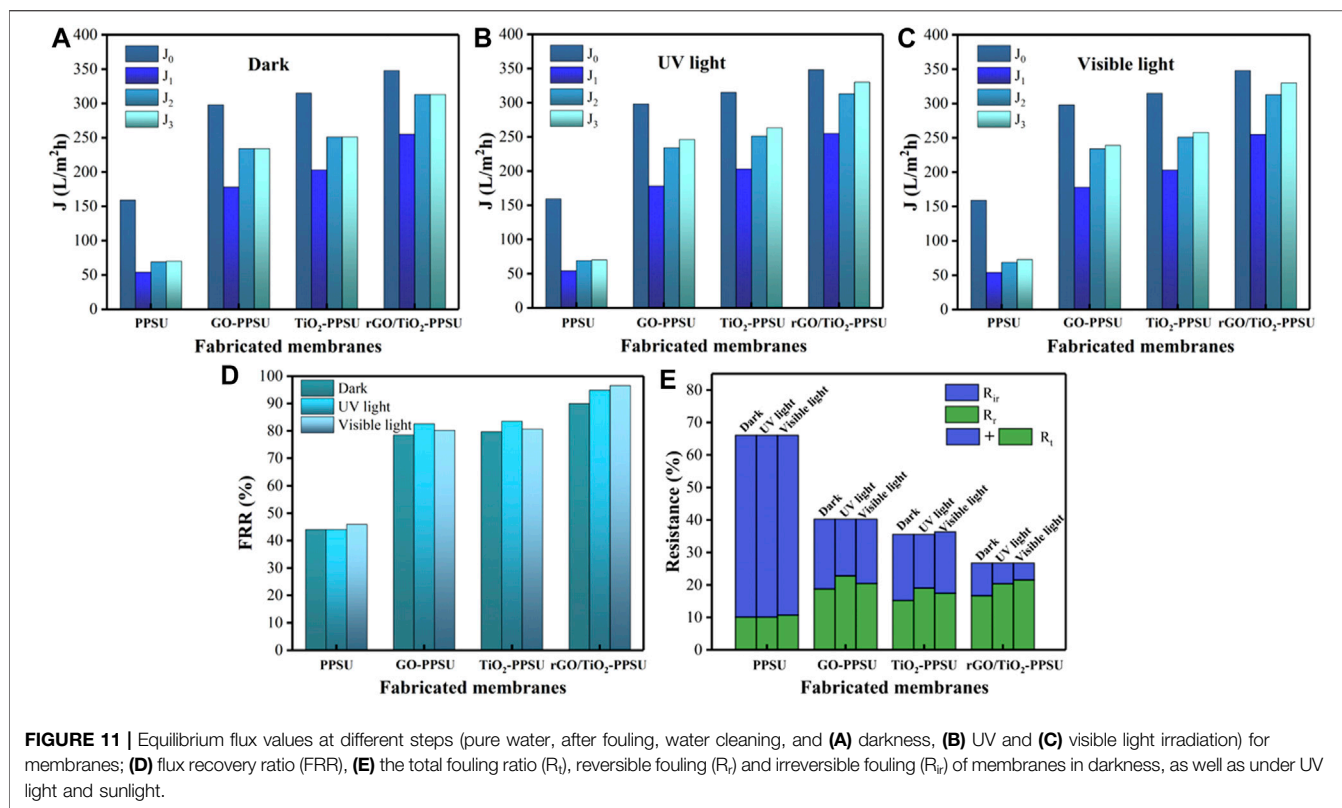 A
Dark
J₀
J₁
J₂
J₃
J (L/m²h)
400
350
300
250
200
150
100
50
0
PPSU
GO-PPSU
TiO₂-PPSU
rGO/TiO₂-PPSU
Fabricated membranes
B
UV light
J₀
J₁
J₂
J₃
J (L/m²h)
400
350
300
250
200
150
100
50
0
PPSU
GO-PPSU
TiO₂-PPSU
rGO/TiO₂-PPSU
Fabricated membranes
C
Visible light
J₀
J₁
J₂
J₃
J (L/m²h)
400
350
300
250
200
150
100
50
0
PPSU
GO-PPSU
TiO₂-PPSU
rGO/TiO₂-PPSU
Fabricated membranes
D
Dark
UV light
Visible light
FRR (%)
100
90
80
70
60
50
40
30
20
10
0
PPSU
GO-PPSU
TiO₂-PPSU
rGO/TiO₂-PPSU
Fabricated membranes
E
Rᵢᵣ
Rᵣ
+ Rₜ
Resistance (%)
80
70
60
50
40
30
20
10
0
Dark
UV light
Visible light
Dark
UV light
Visible light
Dark
UV light
Visible light
Dark
UV light
Visible light
PPSU
GO-PPSU
TiO₂-PPSU
rGO/TiO₂-PPSU
Fabricated membranes
FIGURE 11 | Equilibrium flux values at different steps (pure water, after fouling, water cleaning, and (A) darkness, (B) UV and (C) visible light irradiation) for
membranes; (D) flux recovery ratio (FRR), (E) the total fouling ratio (Rₜ), reversible fouling (Rᵣ) and irreversible fouling (Rᵢᵣ) of membranes in darkness, as well as under UV
light and sunlight.